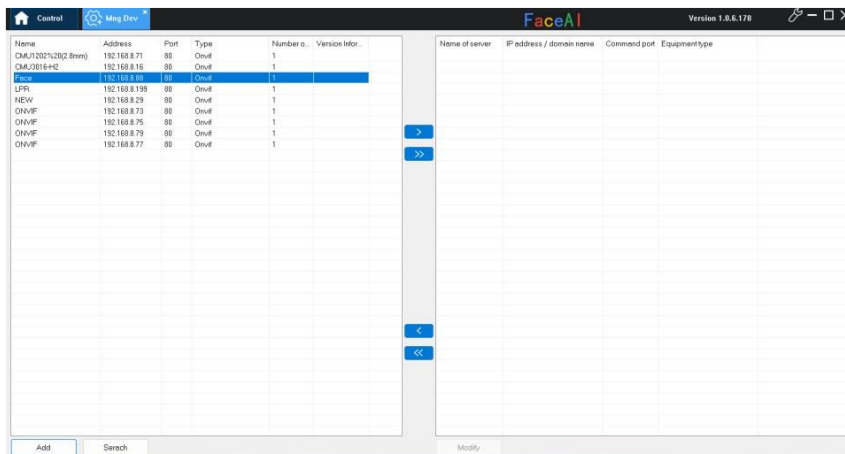 Control Mng Dev FaceAI Version 1.0.6.178
Name Address Port Type Number o... Version Infor... Name of server IP address / domain name Command port Equipment type
CMU1202%20(2.8mm) 192.168.8.71 80 Onvif 1
CMU3016-H2 192.168.8.16 80 Onvif 1
Face 192.168.8.88 80 Onvif 1
LPR 192.168.8.199 80 Onvif 1
NEW 192.168.8.29 80 Onvif 1
ONVIF 192.168.8.73 80 Onvif 1
ONVIF 192.168.8.75 80 Onvif 1
ONVIF 192.168.8.79 80 Onvif 1
ONVIF 192.168.8.77 80 Onvif 1
Add Serach Modify